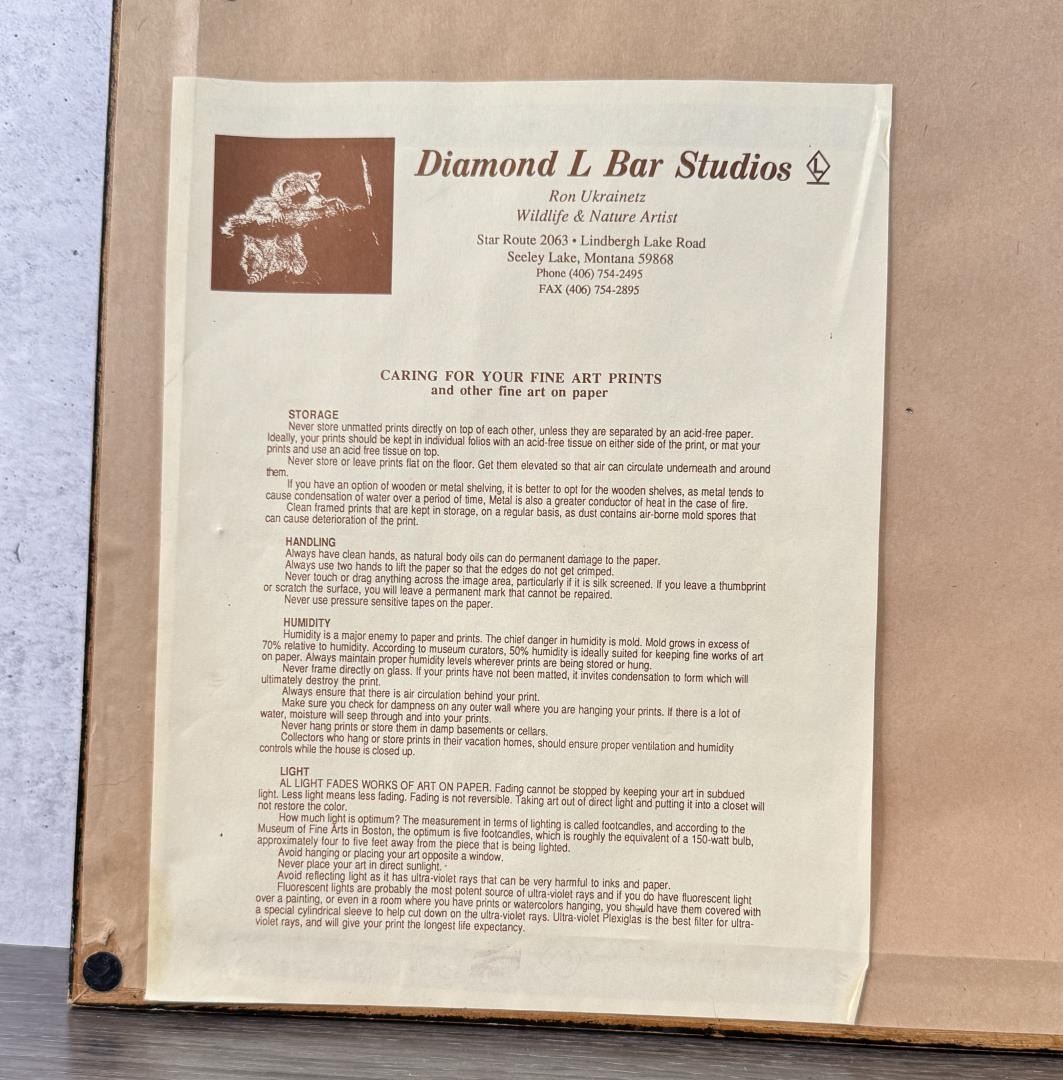 Diamond L Bar Studios L
Ron Ukrainetz
Wildlife & Nature Artist
Star Route 2063 • Lindbergh Lake Road
Seeley Lake, Montana 59868
Phone (406) 754-2495
FAX (406) 754-2895
CARING FOR YOUR FINE ART PRINTS
and other fine art on paper
STORAGE
Never store unmatted prints directly on top of each other, unless they are separated by an acid-free paper.
Ideally, your prints should be kept in individual folios with an acid-free tissue on either side of the print, or mat your
prints and use an acid free tissue on top.
Never store or leave prints flat on the floor. Get them elevated so that air can circulate underneath and around
them.
If you have an option of wooden or metal shelving, it is better to opt for the wooden shelves, as metal tends to
cause condensation of water over a period of time, Metal is also a greater conductor of heat in the case of fire.
Clean framed prints that are kept in storage, on a regular basis, as dust contains air-borne mold spores that
can cause deterioration of the print.
HANDLING
Always have clean hands, as natural body oils can do permanent damage to the paper.
Always use two hands to lift the paper so that the edges do not get crimped.
Never touch or drag anything across the image area, particularly if it is silk screened. If you leave a thumbprint
or scratch the surface, you will leave a permanent mark that cannot be repaired.
Never use pressure sensitive tapes on the paper.
HUMIDITY
Humidity is a major enemy to paper and prints. The chief danger in humidity is mold. Mold grows in excess of
70% relative to humidity. According to museum curators, 50% humidity is ideally suited for keeping fine works of art
on paper. Always maintain proper humidity levels wherever prints are being stored or hung.
Never frame directly on glass. If your prints have not been matted, it invites condensation to form which will
ultimately destroy the print.
Always ensure that there is air circulation behind your print.
Make sure you check for dampness on any outer wall where you are hanging your prints. If there is a lot of
water, moisture will seep through and into your prints.
Never hang prints or store them in damp basements or cellars.
Collectors who hang or store prints in their vacation homes, should ensure proper ventilation and humidity
controls while the house is closed up.
LIGHT
AL LIGHT FADES WORKS OF ART ON PAPER. Fading cannot be stopped by keeping your art in subdued
light. Less light means less fading. Fading is not reversible. Taking art out of direct light and putting it into a closet will
not restore the color.
How much light is optimum? The measurement in terms of lighting is called footcandles, and according to the
Museum of Fine Arts in Boston, the optimum is five footcandles, which is roughly the equivalent of a 150-watt bulb,
approximately four to five feet away from the piece that is being lighted.
Avoid hanging or placing your art opposite a window.
Never place your art in direct sunlight.
Avoid reflecting light as it has ultra-violet rays that can be very harmful to inks and paper.
Fluorescent lights are probably the most potent source of ultra-violet rays and if you do have fluorescent light
over a painting, or even in a room where you have prints or watercolors hanging, you should have them covered with
a special cylindrical sleeve to help cut down on the ultra-violet rays. Ultra-violet Plexiglas is the best filter for ultra-
violet rays, and will give your print the longest life expectancy.